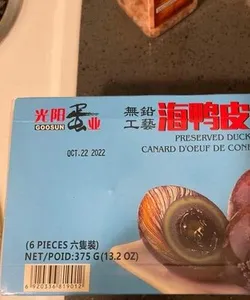 光阳蛋业
GOOSUN
無鉛
工藝
海鴨皮
PRESERVED DUCK
CANARD D'OEUF DE CON
OCT.22 2022
(6 PIECES 六隻裝)
NET/POID:375 G(13.2 OZ)
6920336819012